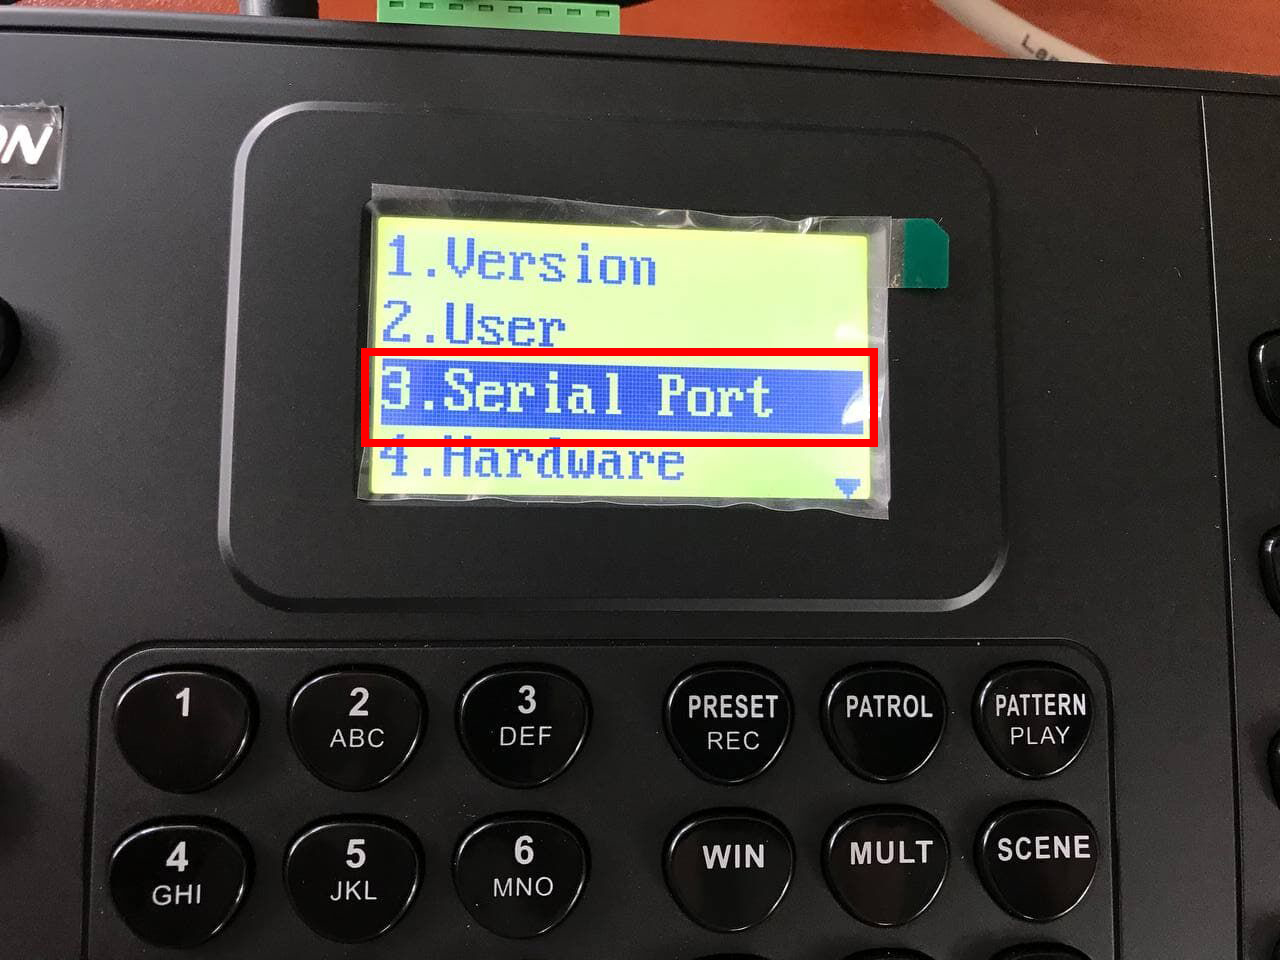 ON
1.Version
2.User
3.Serial Port
4.Hardware
1
2
ABC
3
DEF
PRESET
REC
PATROL
PATTERN
PLAY
4
GHI
5
JKL
6
MNO
WIN
MULT
SCENE